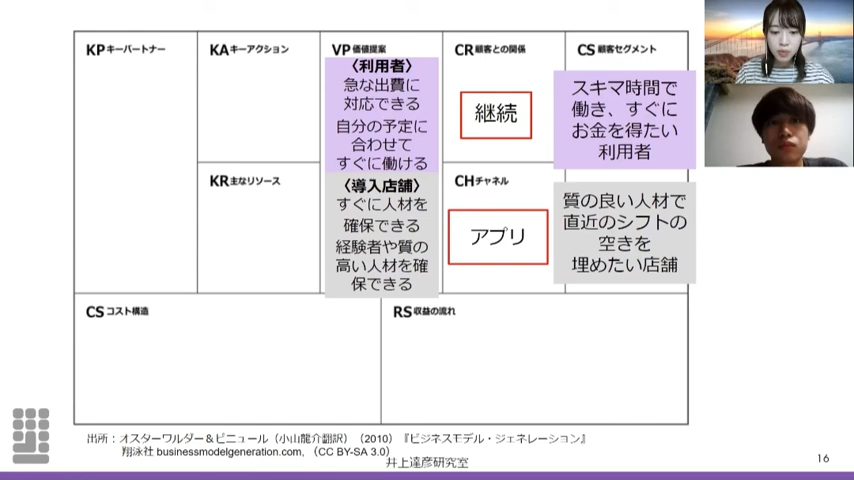 KP キーパートナー
KA キーアクション
VP 価値提案
〈利用者〉
急な出費に
対応できる
自分の予定に
合わせて
すぐに働ける
〈導入店舗〉
すぐに人材を
確保できる
経験者や質の
高い人材を確
保できる
CR 顧客との関係
継続
CS 顧客セグメント
スキマ時間で
働き、すぐに
お金を得たい
利用者
質の良い人材で
直近のシフトの
空きを
埋めたい店舗
KR 主なリソース
CH チャネル
アプリ
CS コスト構造
RS 収益の流れ
出所：オスターワルダー＆ピニュール（小山龍介翻訳）（2010）『ビジネスモデル・ジェネレーション』
翔泳社 businessmodelgeneration.com, （CC BY-SA 3.0）
井上達彦研究室
16